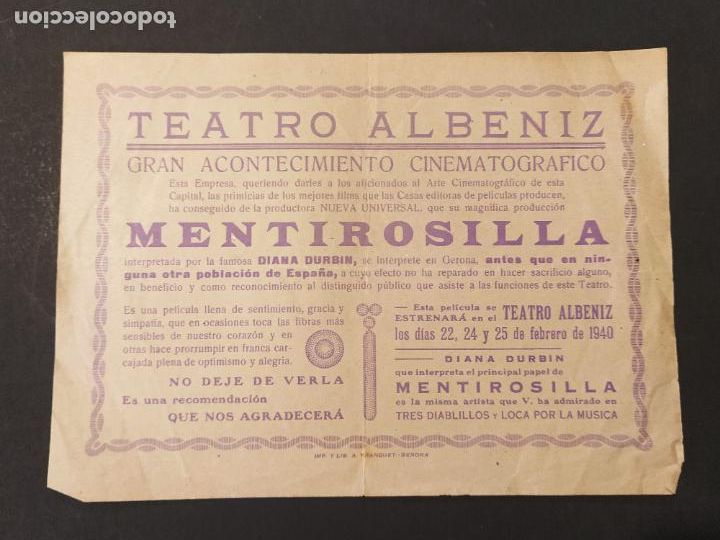 todocoleccion
TEATRO ALBENIZ
GRAN ACONTECIMIENTO CINEMATOGRAFICO
Esta Empresa, queriendo darles a los aficionados al Arte Cinematográfico de esta
Capital, las primicias de los mejores films que las Casas editoras de películas producen,
ha conseguido de la productora NUEVA UNIVERSAL, que su magnífica producción
MENTIROSILLA
interpretada por la famosa DIANA DURBIN, se interprete en Gerona, antes que en nin-
guna otra población de España, a cuyo efecto no ha reparado en hacer sacrificio alguno,
en beneficio y como reconocimiento al distinguido público que asiste a las funciones de este Teatro.
Es una película llena de sentimiento, gracia y
simpatía, que en ocasiones toca las fibras más
sensibles de nuestro corazón y en
otras hace prorrumpir en franca car-
cajada plena de optimismo y alegria.
NO DEJE DE VERLA
Es una recomendación
QUE NOS AGRADECERÁ
Esta película se
ESTRENARÁ en el TEATRO ALBENIZ
los días 22, 24 y 25 de febrero de 1940
DIANA DURBIN
que interpreta el principal papel de
MENTIROSILLA
es la misma artista que V. ha admirado en
TRES DIABLILLOS y LOCA POR LA MUSICA
IMP. Y LIB. A. FRANQUET-GERONA